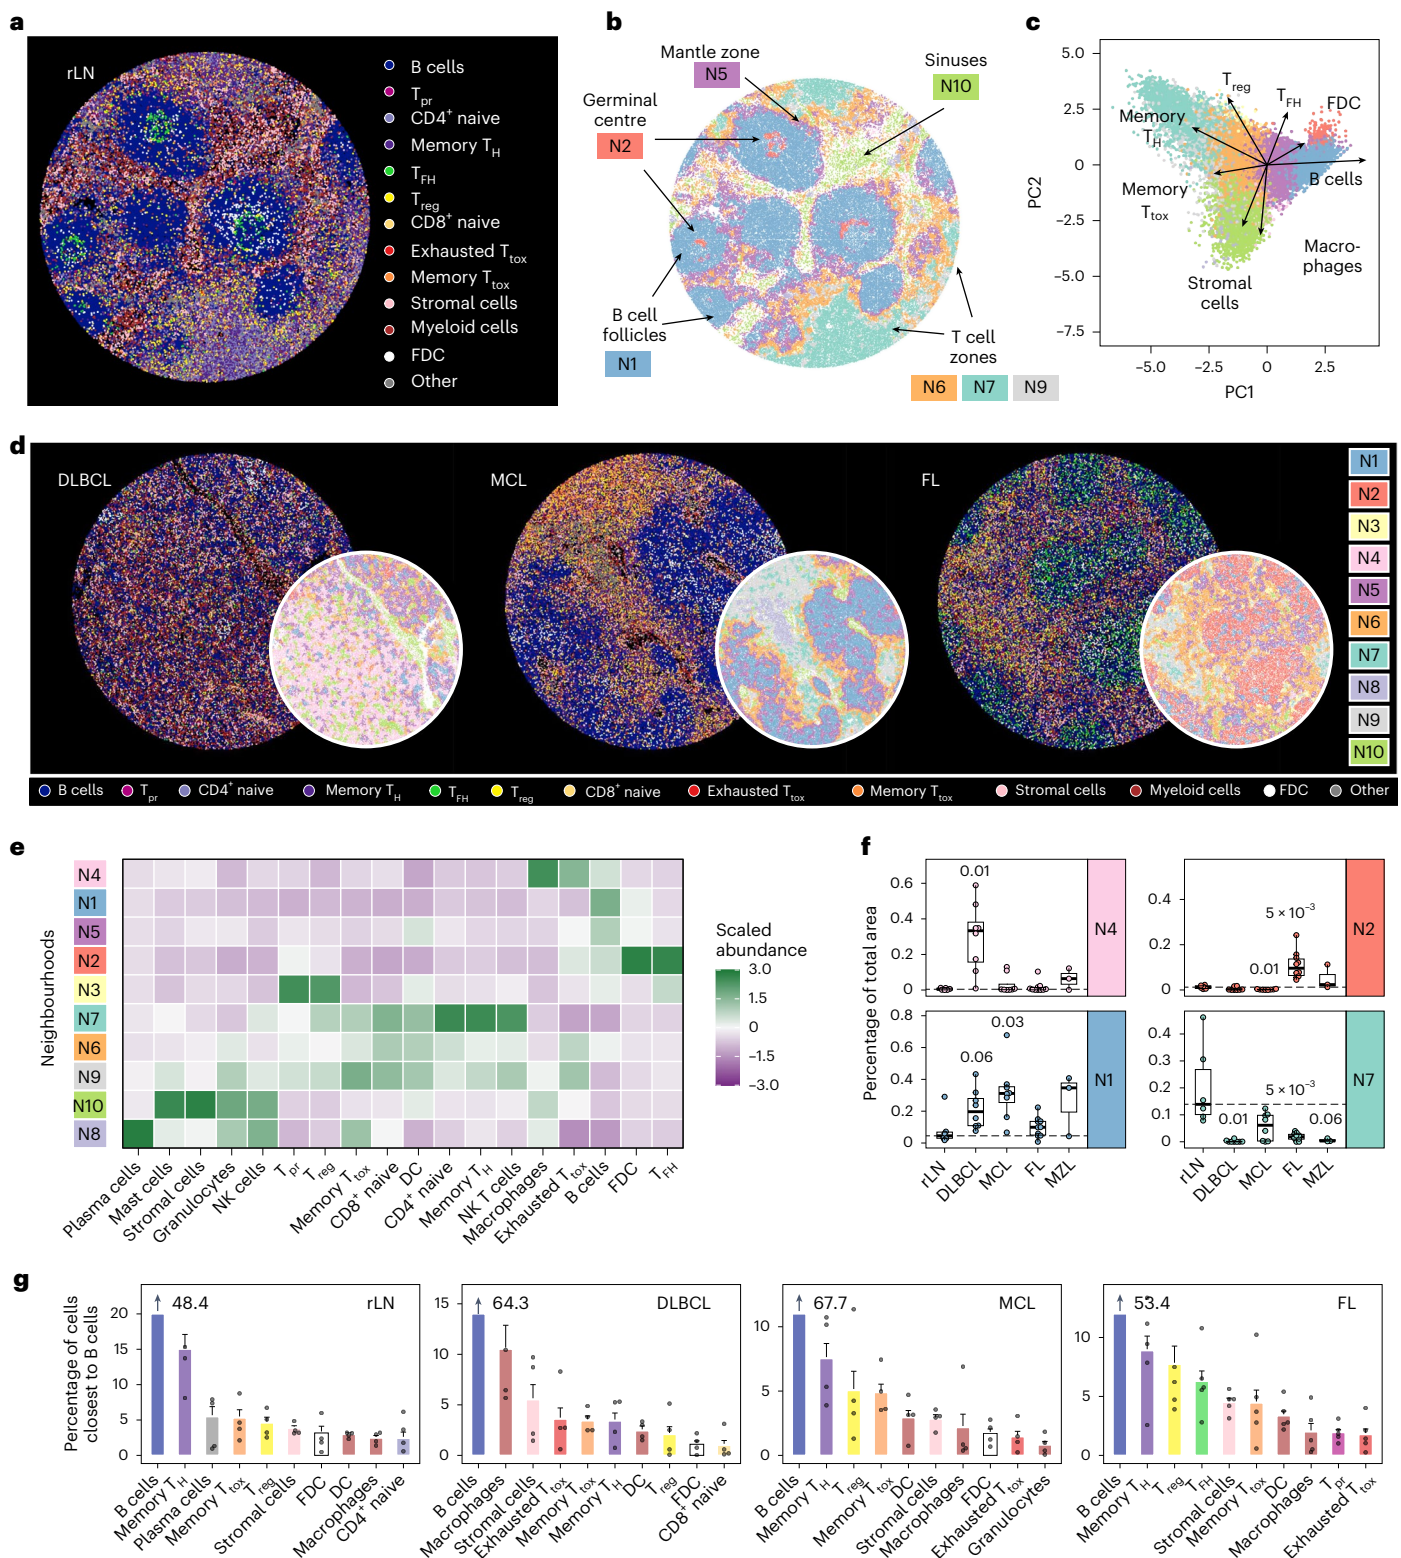 a
rLN
B cells
Tpr
CD4+ naive
Memory TH
TFH
Treg
CD8+ naive
Exhausted Ttox
Memory Ttox
Stromal cells
Myeloid cells
FDC
Other
b
Mantle zone
N5
Sinuses
N10
Germinal
centre
N2
B cell
follicles
N1
T cell
zones
N6 N7 N9
c
5.0
2.5
0
−2.5
−5.0
−7.5
PC2
Treg
TFH
FDC
Memory
TH
B cells
Memory
Ttox
Macro-
phages
Stromal
cells
−5.0 −2.5 0 2.5
PC1
d
DLBCL
MCL
FL
N1
N2
N3
N4
N5
N6
N7
N8
N9
N10
B cells Tpr CD4+ naive Memory TH TFH Treg CD8+ naive Exhausted Ttox Memory Ttox Stromal cells Myeloid cells FDC Other
e
Neighbourhoods
N4
N1
N5
N2
N3
N7
N6
N9
N10
N8
Plasma cells
Mast cells
Stromal cells
Granulocytes
NK cells
Tpr
Treg
Memory Ttox
CD8+ naive
DC
CD4+ naive
Memory TH
NK T cells
Macrophages
Exhausted Ttox
B cells
FDC
TFH
Scaled
abundance
3.0
1.5
0
−1.5
−3.0
f
Percentage of total area
0.6
0.4
0.2
0
0.01
N4
0.4
0.2
0
0.01
5 × 10−3
N2
0.8
0.6
0.4
0.2
0
0.06
0.03
N1
rLN
DLBCL
MCL
FL
MZL
0.4
0.3
0.2
0.1
0
0.01
5 × 10−3
0.06
N7
rLN
DLBCL
MCL
FL
MZL
g
Percentage of cells
closest to B cells
20
15
10
5
0
48.4
rLN
B cells
Memory TH
Plasma cells
Memory Ttox
Treg
Stromal cells
FDC
DC
Macrophages
CD4+ naive
15
10
5
0
64.3
DLBCL
B cells
Macrophages
Stromal cells
Exhausted Ttox
Memory Ttox
Memory TH
DC
Treg
FDC
CD8+ naive
10
5
0
67.7
MCL
B cells
Memory TH
Treg
Memory Ttox
DC
Stromal cells
Macrophages
FDC
Exhausted Ttox
Granulocytes
10
5
0
53.4
FL
B cells
Memory TH
Treg
TFH
Stromal cells
Memory Ttox
DC
Macrophages
Tpr
Exhausted Ttox